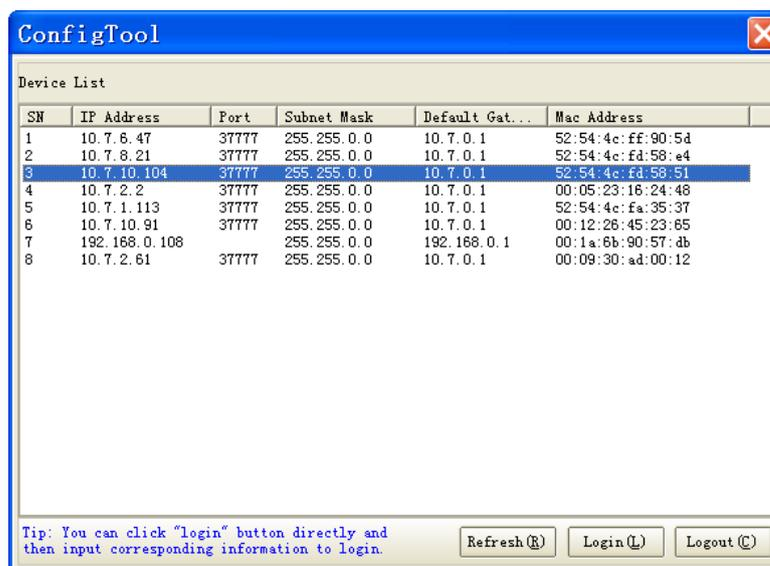 ConfigTool
Device List
SN IP Address Port Subnet Mask Default Gat... Mac Address
1 10.7.6.47 37777 255.255.0.0 10.7.0.1 52:54:4c:ff:90:5d
2 10.7.8.21 37777 255.255.0.0 10.7.0.1 52:54:4c:fd:58:e4
3 10.7.10.104 37777 255.255.0.0 10.7.0.1 52:54:4c:fd:58:51
4 10.7.2.2 37777 255.255.0.0 10.7.0.1 00:05:23:16:24:48
5 10.7.1.113 37777 255.255.0.0 10.7.0.1 52:54:4c:fa:35:37
6 10.7.10.91 37777 255.255.0.0 10.7.0.1 00:12:26:45:23:65
7 192.168.0.108 255.255.0.0 192.168.0.1 00:1a:6b:90:57:db
8 10.7.2.61 37777 255.255.0.0 10.7.0.1 00:09:30:ad:00:12
Tip: You can click "login" button directly and
then input corresponding information to login.
Refresh(R) Login(L) Logout(C)